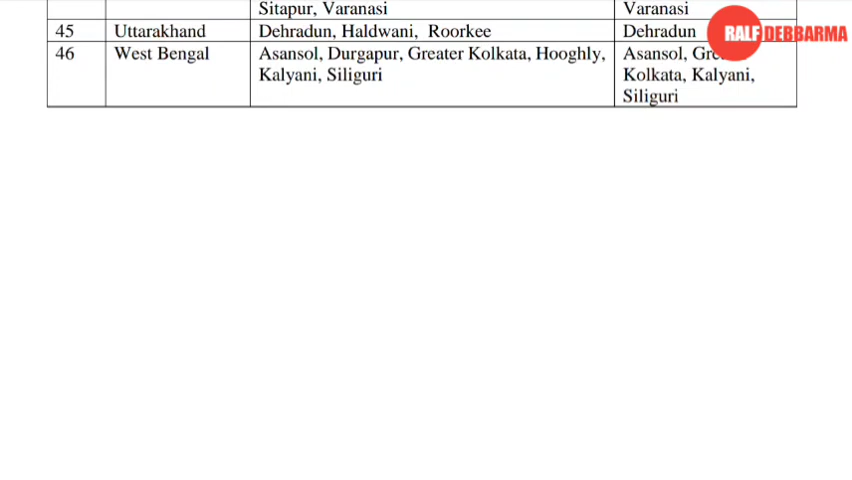 Sitapur, Varanasi Varanasi
45 Uttarakhand Dehradun, Haldwani, Roorkee Dehradun
46 West Bengal Asansol, Durgapur, Greater Kolkata, Hooghly, Asansol,
Kalyani, Siliguri Kolkata, Kalyani,
Siliguri
RALF DEBBARMA